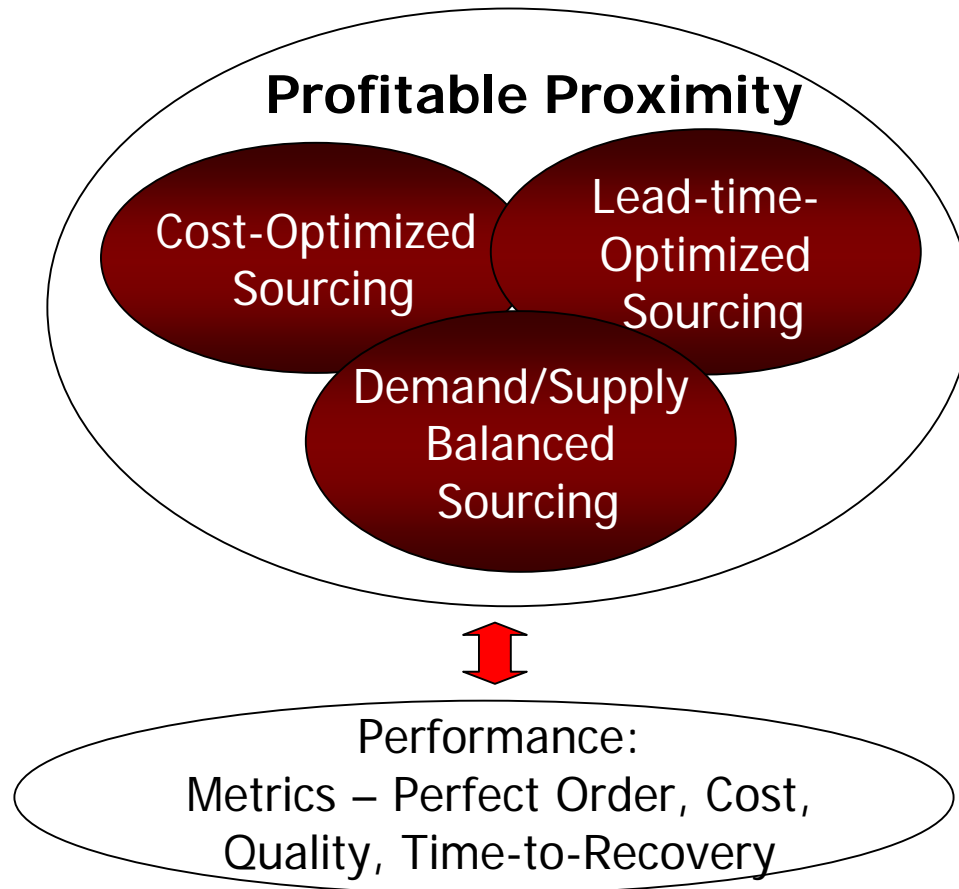 Profitable Proximity
Cost-Optimized
Sourcing
Lead-time-
Optimized
Sourcing
Demand/Supply
Balanced
Sourcing
Performance:
Metrics – Perfect Order, Cost,
Quality, Time-to-Recovery